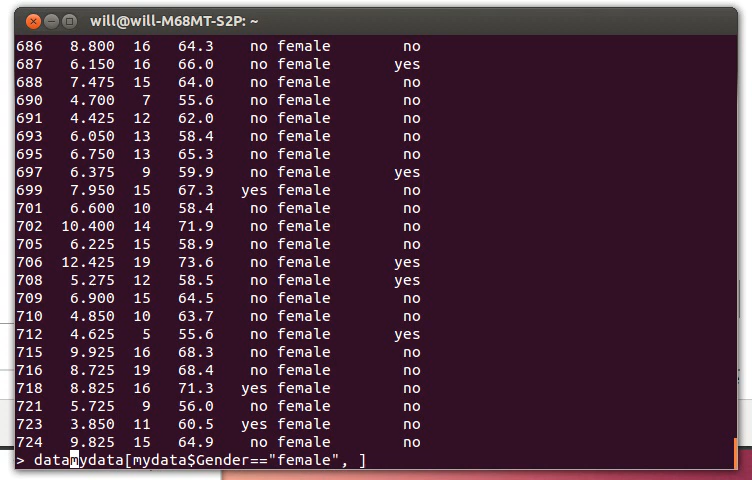 will@will-M68MT-S2P: ~
686 8.800 16 64.3 no female no
687 6.150 16 66.0 no female yes
688 7.475 15 64.0 no female no
690 4.700 7 55.6 no female no
691 4.425 12 62.0 no female no
693 6.050 13 58.4 no female no
695 6.750 13 65.3 no female no
697 6.375 9 59.9 no female yes
699 7.950 15 67.3 yes female no
701 6.600 10 58.4 no female no
702 10.400 14 71.9 no female no
705 6.225 15 58.9 no female no
706 12.425 19 73.6 no female yes
708 5.275 12 58.5 no female yes
709 6.900 15 64.5 no female no
710 4.850 10 63.7 no female no
712 4.625 5 55.6 no female yes
715 9.925 16 68.3 no female no
716 8.725 19 68.4 no female no
718 8.825 16 71.3 yes female no
721 5.725 9 56.0 no female no
723 3.850 11 60.5 yes female no
724 9.825 15 64.9 no female no
> datamydata[mydata$Gender=="female", ]